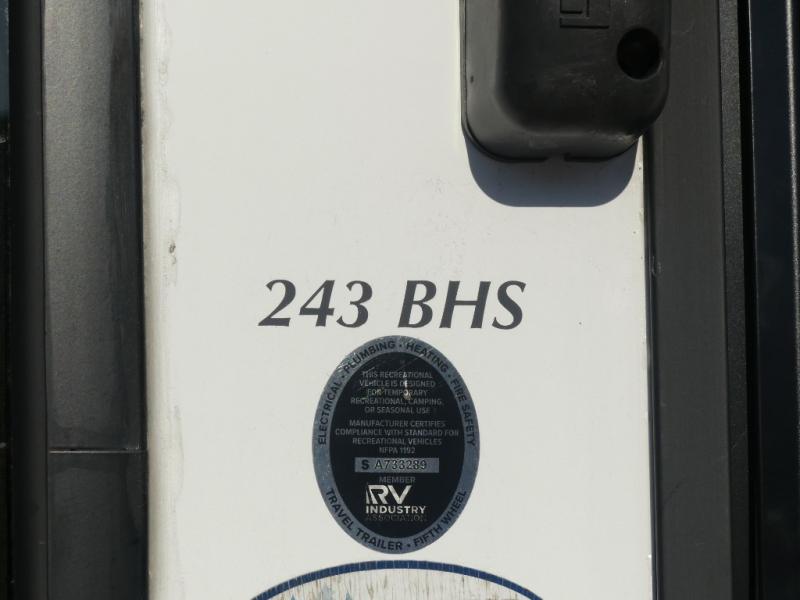 243 BHS
ELECTRICAL • PLUMBING • HEATING • FIRE SAFETY
THIS RECREATIONAL
VEHICLE IS DESIGNED
FOR TEMPORARY
RECREATIONAL, CAMPING,
OR SEASONAL USE
MANUFACTURER CERTIFIES
COMPLIANCE WITH STANDARD FOR
RECREATIONAL VEHICLES
NFPA 1192
S A733289
MEMBER
RV
INDUSTRY
ASSOCIATION
TRAVEL TRAILER • FIFTH WHEEL